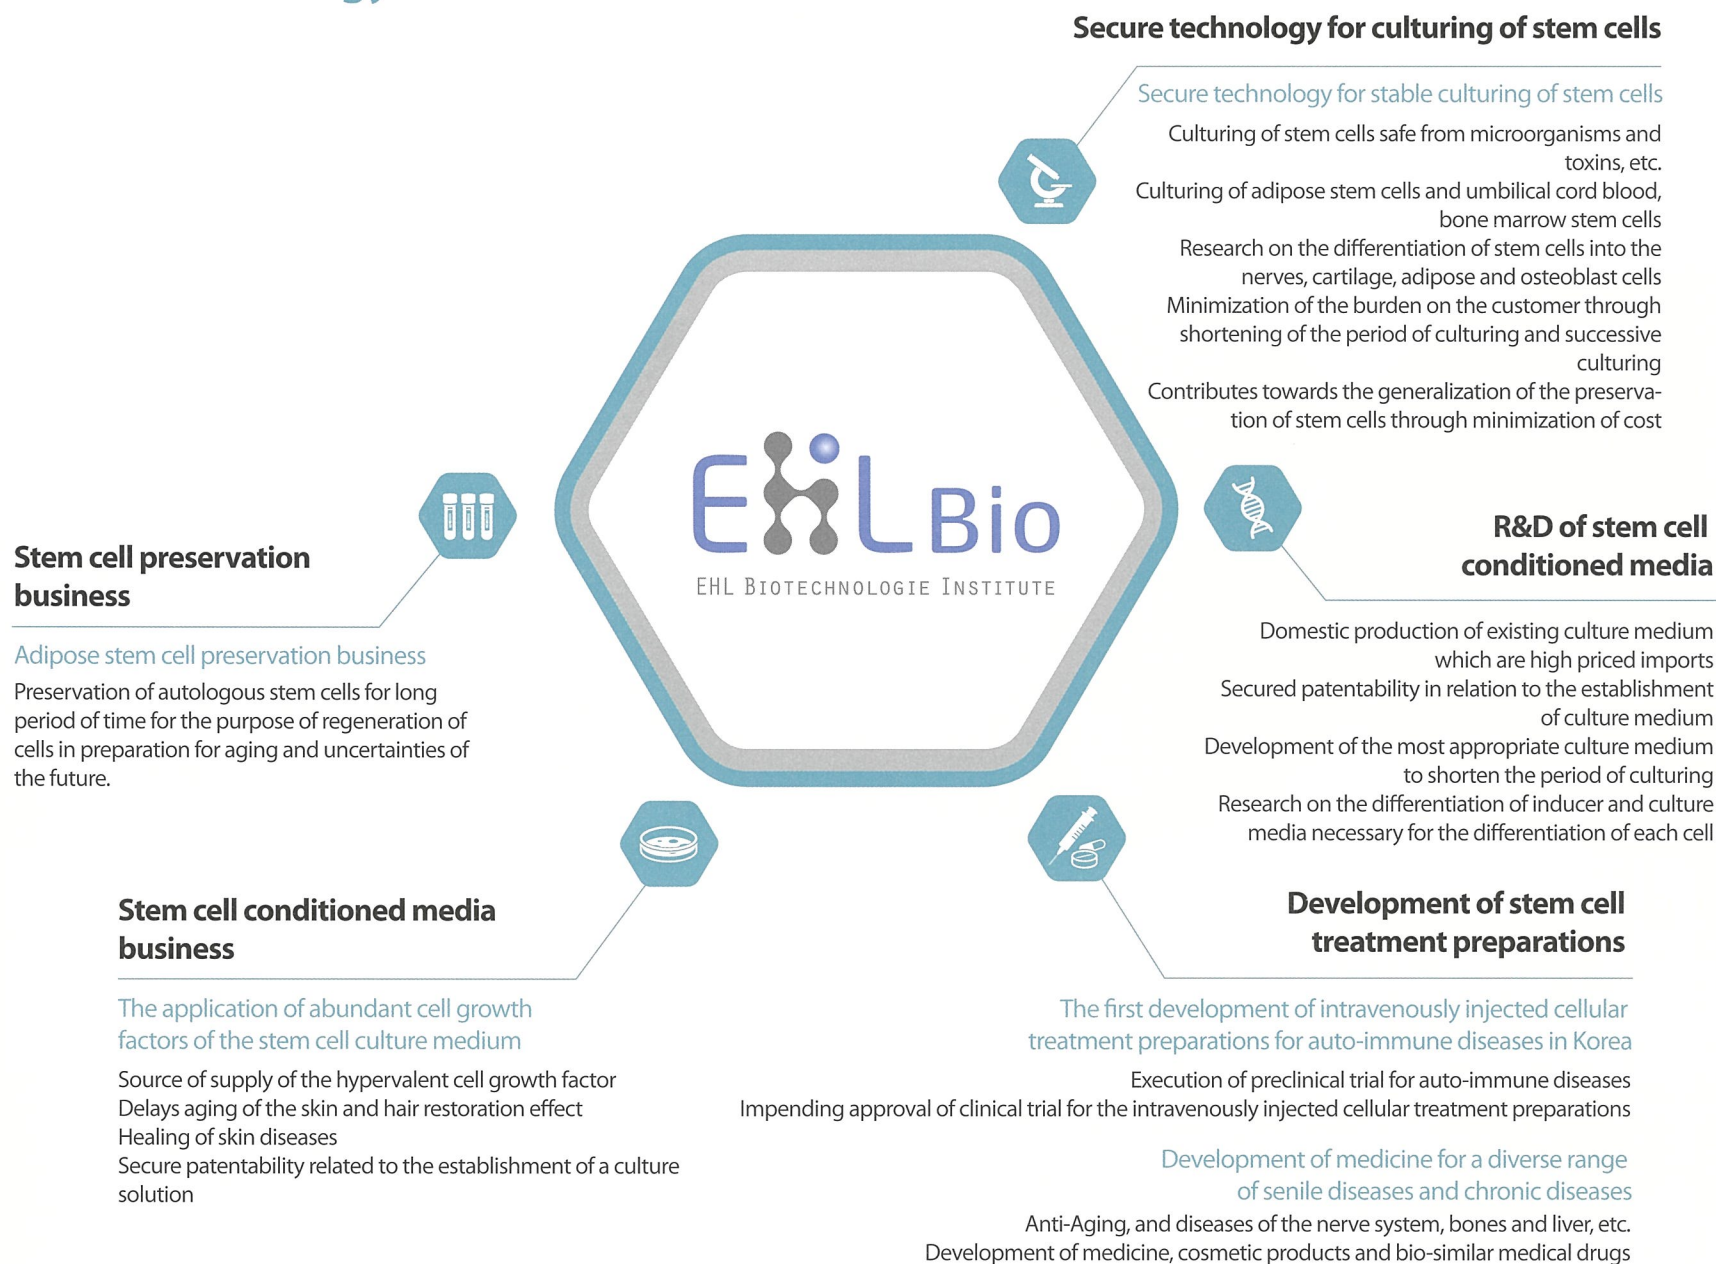 Secure technology for culturing of stem cells
Secure technology for stable culturing of stem cells
Culturing of stem cells safe from microorganisms and
toxins, etc.
Culturing of adipose stem cells and umbilical cord blood,
bone marrow stem cells
Research on the differentiation of stem cells into the
nerves, cartilage, adipose and osteoblast cells
Minimization of the burden on the customer through
shortening of the period of culturing and successive
culturing
Contributes towards the generalization of the preserva-
tion of stem cells through minimization of cost
EHL Bio
EHL BIOTECHNOLOGIE INSTITUTE
Stem cell preservation
business
Adipose stem cell preservation business
Preservation of autologous stem cells for long
period of time for the purpose of regeneration of
cells in preparation for aging and uncertainties of
the future.
R&D of stem cell
conditioned media
Domestic production of existing culture medium
which are high priced imports
Secured patentability in relation to the establishment
of culture medium
Development of the most appropriate culture medium
to shorten the period of culturing
Research on the differentiation of inducer and culture
media necessary for the differentiation of each cell
Stem cell conditioned media
business
The application of abundant cell growth
factors of the stem cell culture medium
Source of supply of the hypervalent cell growth factor
Delays aging of the skin and hair restoration effect
Healing of skin diseases
Secure patentability related to the establishment of a culture
solution
Development of stem cell
treatment preparations
The first development of intravenously injected cellular
treatment preparations for auto-immune diseases in Korea
Execution of preclinical trial for auto-immune diseases
Impending approval of clinical trial for the intravenously injected cellular treatment preparations
Development of medicine for a diverse range
of senile diseases and chronic diseases
Anti-Aging, and diseases of the nerve system, bones and liver, etc.
Development of medicine, cosmetic products and bio-similar medical drugs